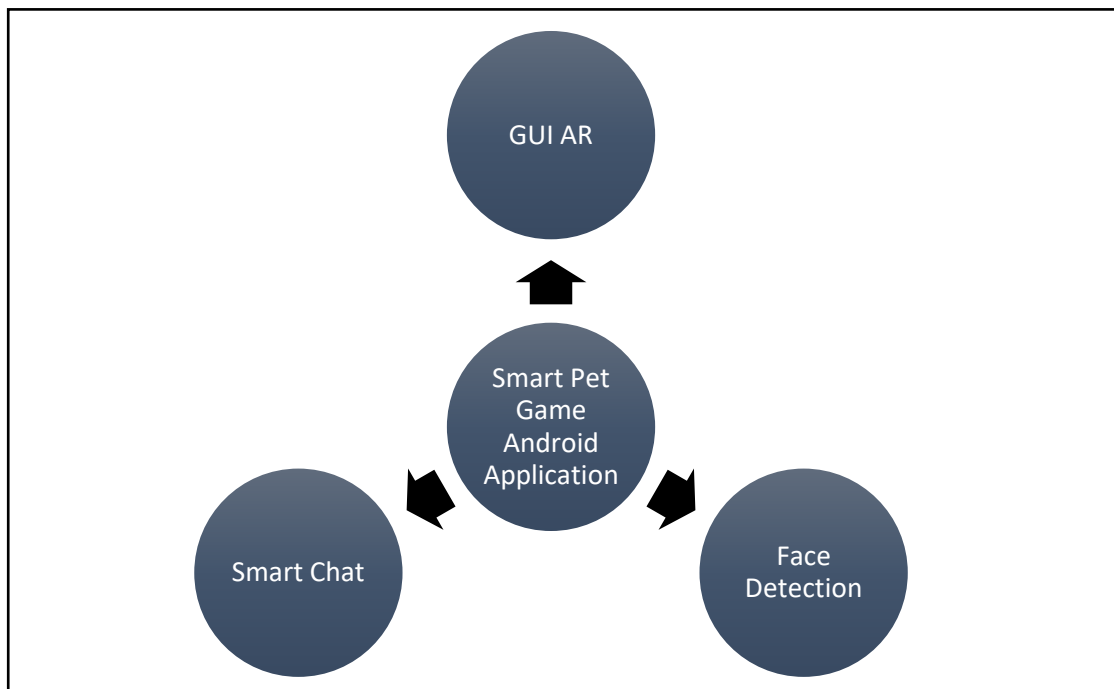 GUI AR
Smart Pet
Game
Android
Application
Smart Chat
Face
Detection